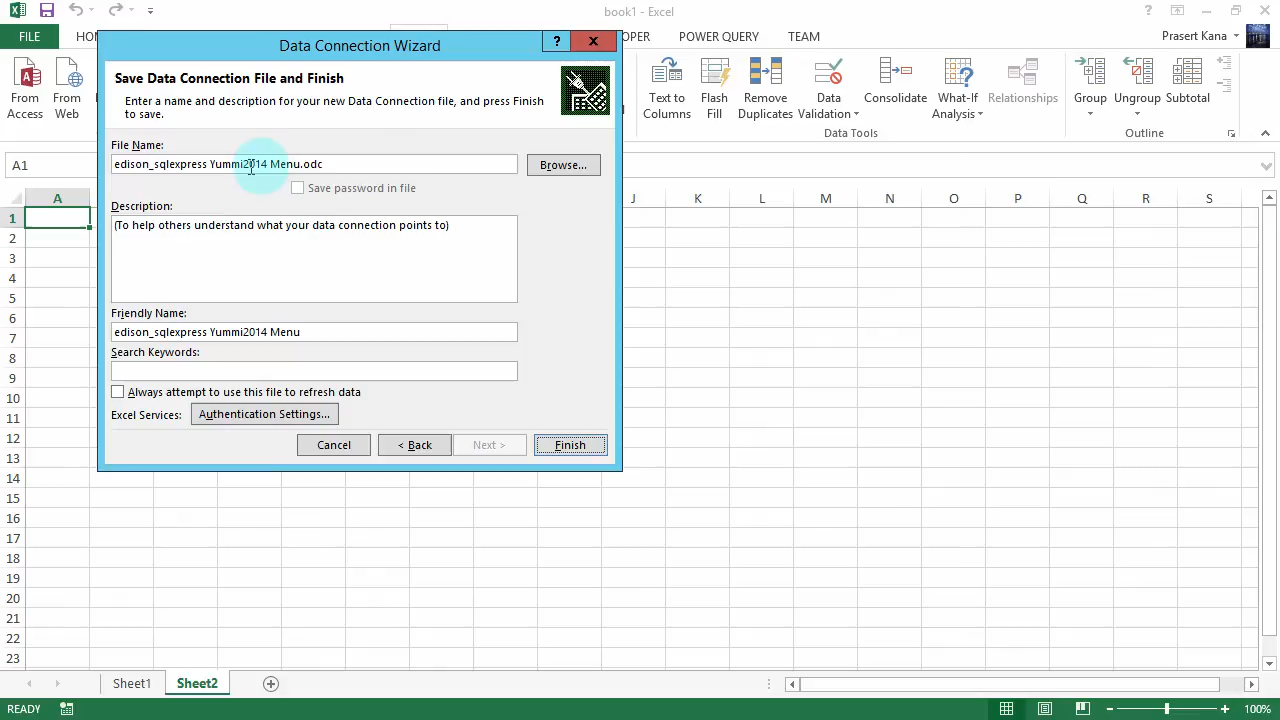 book1 - Excel
FILE
HO
OPER
POWER QUERY
TEAM
Prasert Kana
From Access
From Web
Text to Columns
Flash Fill
Remove Duplicates
Data Validation
Consolidate
What-If Analysis
Relationships
Group
Ungroup
Subtotal
Data Tools
Outline
A1
Data Connection Wizard
Save Data Connection File and Finish
Enter a name and description for your new Data Connection file, and press Finish
to save.
File Name:
edison_sqlexpress Yummi2014 Menu.odc
Browse...
Save password in file
Description:
(To help others understand what your data connection points to)
Friendly Name:
edison_sqlexpress Yummi2014 Menu
Search Keywords:
Always attempt to use this file to refresh data
Excel Services:
Authentication Settings...
Cancel
< Back
Next >
Finish
A
J
K
L
M
N
O
P
Q
R
S
1
2
3
4
5
6
7
8
9
10
11
12
13
14
15
16
17
18
19
20
21
22
23
Sheet1
Sheet2
READY
100%